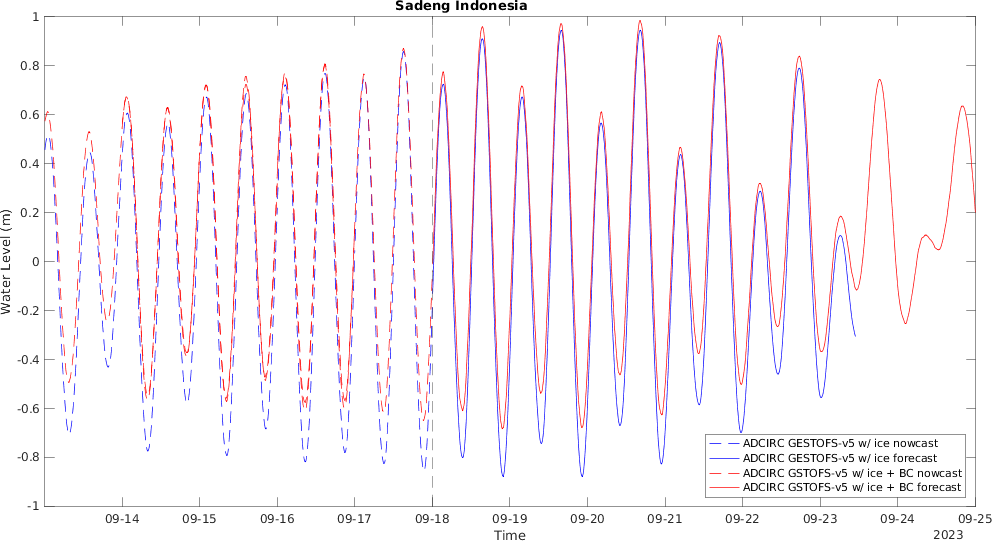 Sadeng Indonesia
1
0.8
0.6
0.4
0.2
0
-0.2
-0.4
-0.6
-0.8
-1
Water Level (m)
ADCIRC GESTOFS-v5 w/ ice nowcast
ADCIRC GESTOFS-v5 w/ ice forecast
ADCIRC GSTOFS-v5 w/ ice + BC nowcast
ADCIRC GSTOFS-v5 w/ ice + BC forecast
09-14 09-15 09-16 09-17 09-18 09-19 09-20 09-21 09-22 09-23 09-24 09-25
Time
2023